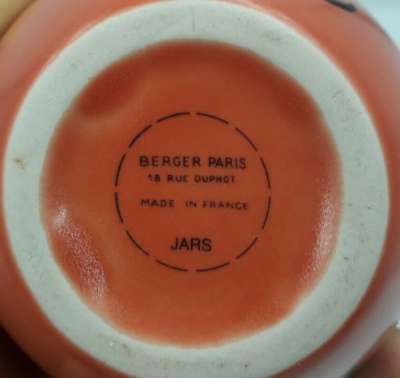 BERGER PARIS
18 RUE DUPHOT
MADE IN FRANCE
JARS